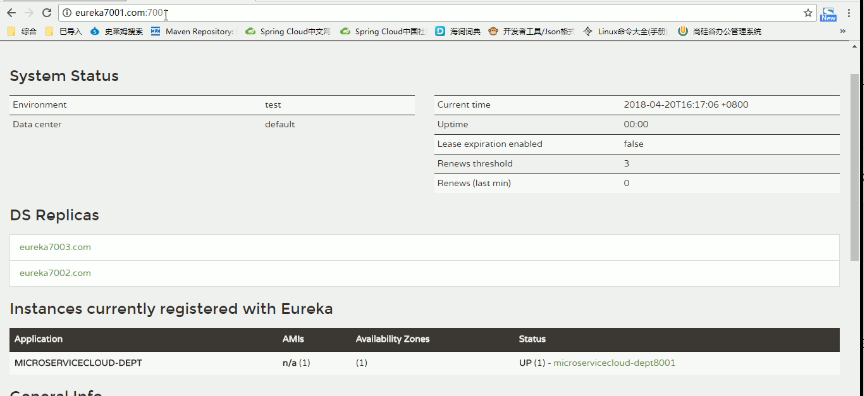 eureka7001.com:700
综合 已导入 史莱姆搜索 Maven Repository: Spring Cloud中文网 Spring Cloud中国社 海词词典 开发者工具/Json格式 Linux命令大全(手册) 尚硅谷办公管理系统 »
New
System Status
Environment test
Data center default
Current time 2018-04-20T16:17:06 +0800
Uptime 00:00
Lease expiration enabled false
Renews threshold 3
Renews (last min) 0
DS Replicas
eureka7003.com
eureka7002.com
Instances currently registered with Eureka
Application AMIs Availability Zones Status
MICROSERVICECLOUD-DEPT n/a (1) (1) UP (1) - microservicecloud-dept8001
General Info